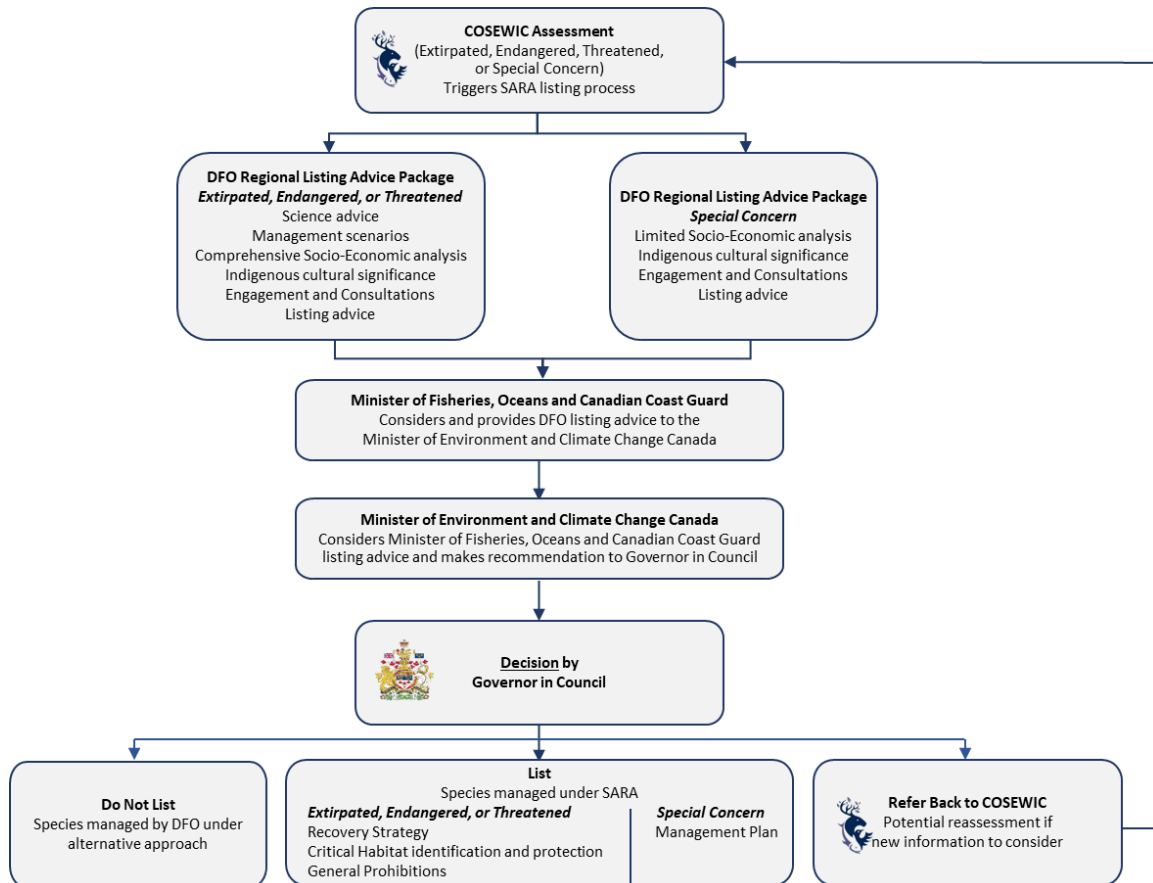 COSEWIC Assessment
(Extirpated, Endangered, Threatened,
or Special Concern)
Triggers SARA listing process
DFO Regional Listing Advice Package
Extirpated, Endangered, or Threatened
Science advice
Management scenarios
Comprehensive Socio-Economic analysis
Indigenous cultural significance
Engagement and Consultations
Listing advice
DFO Regional Listing Advice Package
Special Concern
Limited Socio-Economic analysis
Indigenous cultural significance
Engagement and Consultations
Listing advice
Minister of Fisheries, Oceans and Canadian Coast Guard
Considers and provides DFO listing advice to the
Minister of Environment and Climate Change Canada
Minister of Environment and Climate Change Canada
Considers Minister of Fisheries, Oceans and Canadian Coast Guard
listing advice and makes recommendation to Governor in Council
Decision by
Governor in Council
Do Not List
Species managed by DFO under
alternative approach
List
Species managed under SARA
Extirpated, Endangered, or Threatened
Recovery Strategy
Critical Habitat identification and protection
General Prohibitions
Special Concern
Management Plan
Refer Back to COSEWIC
Potential reassessment if
new information to consider